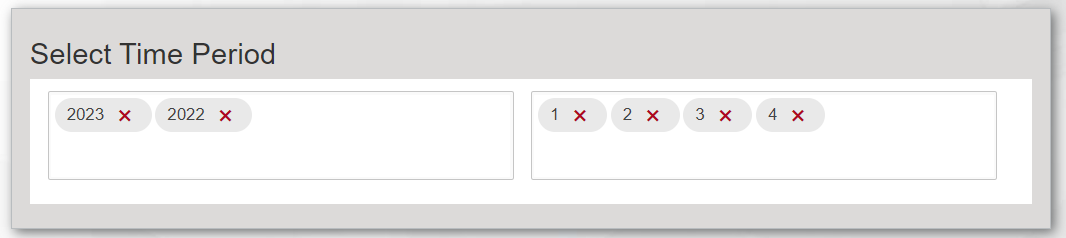 Select Time Period
2023 × 2022 ×
1 × 2 × 3 × 4 ×